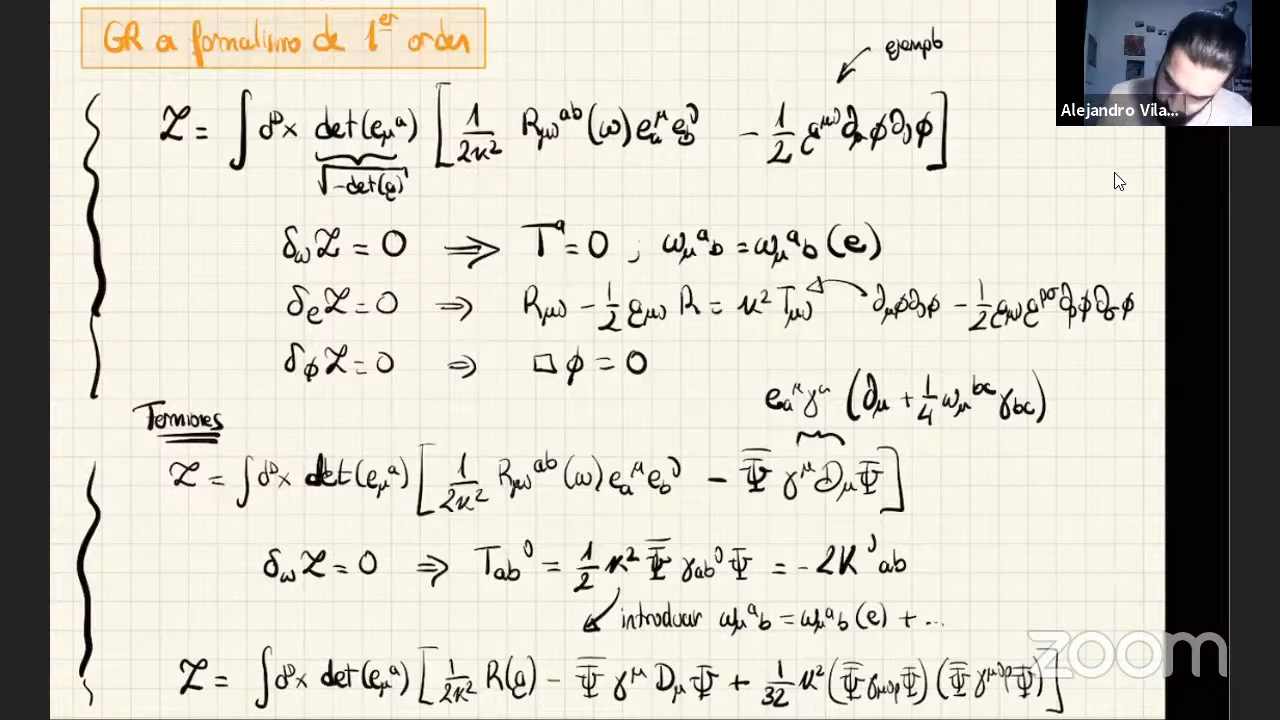 GR a formalismo de 1er orden
ejemplo
Alejandro Vila...
ℒ = ∫ d^D x det(e_μ^a) [ 1/2κ² R_μν^ab(ω) e_a^μ e_b^ν - 1/2 g^μν ∂_μϕ∂_νϕ ]
√-det(g)
δ_ω ℒ = 0 ⟹ T^a = 0 ; ω_μ^a_b = ω_μ^a_b (e)
δ_e ℒ = 0 ⟹ R_μν - 1/2 g_μν R = κ² T_μν ∂_μϕ∂_νϕ - 1/2 g_μν g^ρσ ∂_ρϕ∂_σϕ
δ_ϕ ℒ = 0 ⟹ □ϕ = 0
e_a^μ γ^a (∂_μ + 1/4 ω_μ^bc γ_bc)
Fermiones
ℒ = ∫ d^D x det(e_μ^a) [ 1/2κ² R_μν^ab(ω) e_a^μ e_b^ν - Ψ̄ γ^μ D_μ Ψ ]
δ_ω ℒ = 0 ⟹ T_ab^ν = 1/2 κ² Ψ̄ γ_ab^ν Ψ = -2K^ν_ab
introducir ω_μ^a_b = ω_μ^a_b (e) + ...
ℒ = ∫ d^D x det(e_μ^a) [ 1/2κ² R(g) - Ψ̄ γ^μ D_μ Ψ + 1/32 κ² (Ψ̄ γ_μνρ Ψ)(Ψ̄ γ^μνρ Ψ) ]
zoom